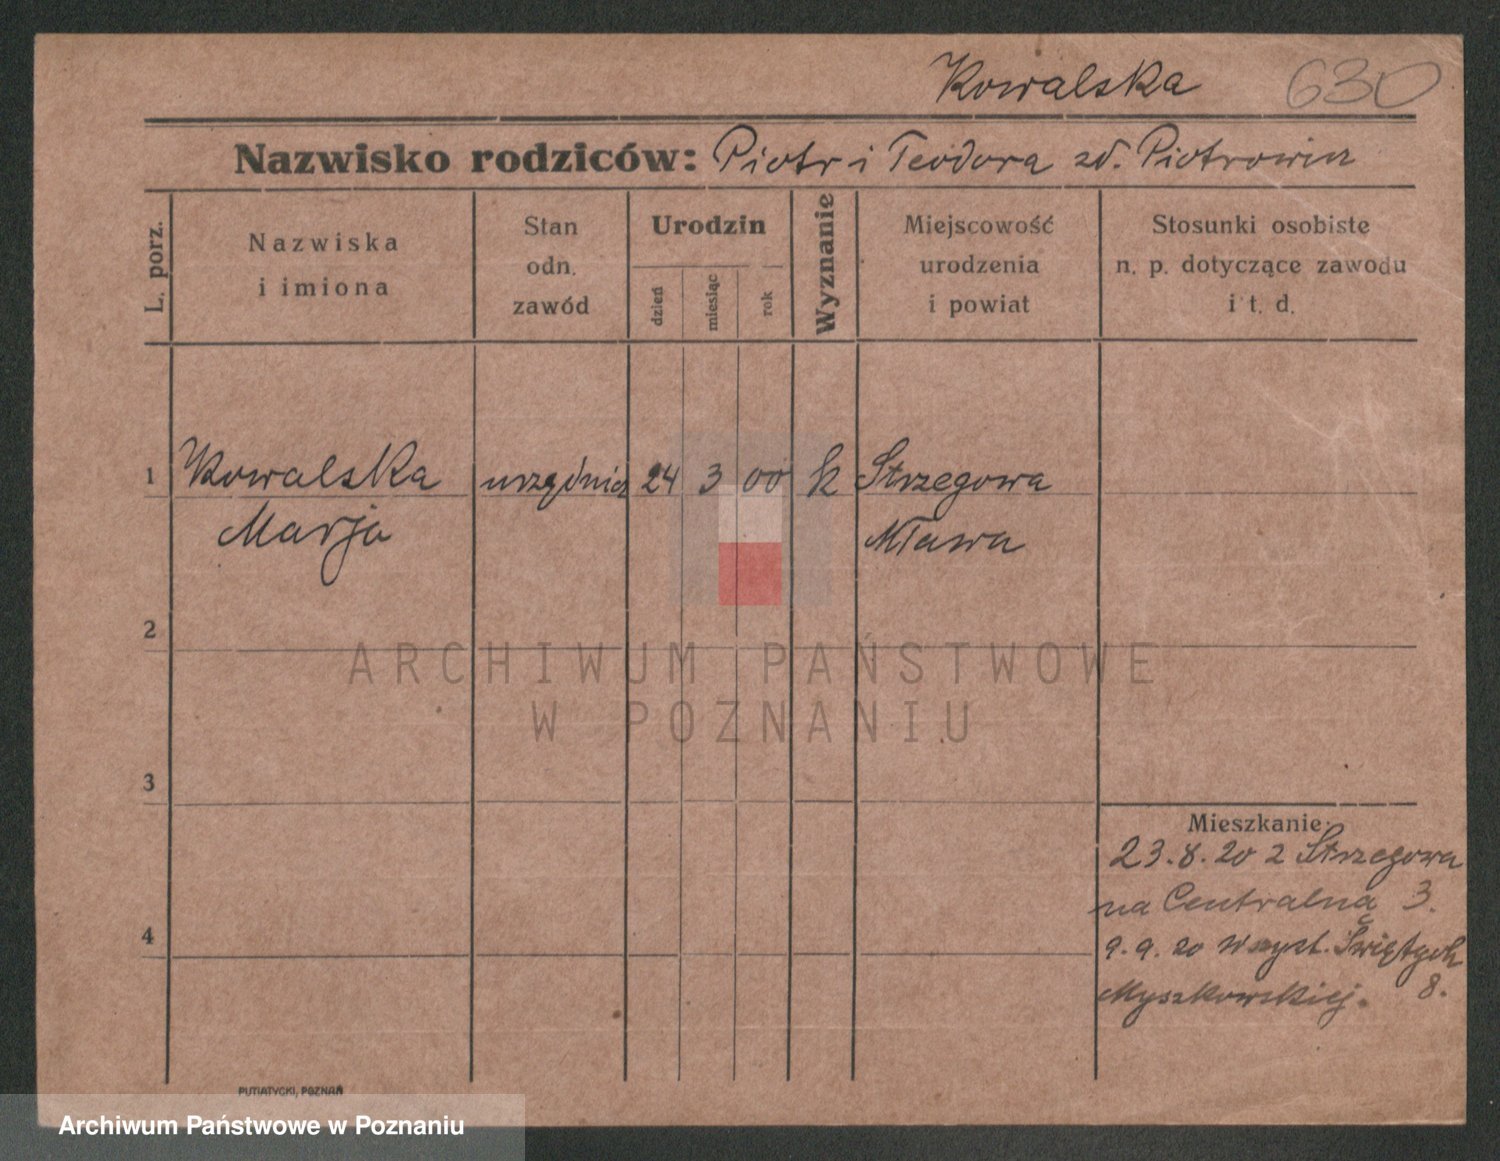 Kowalska 630
Nazwisko rodziców: Piotr i Teodora zd. Piotrowicz
L. porz.
Nazwiska
i imiona
Stan
odn.
zawód
Urodzin
dzień
miesiąc
rok
Wyznanie
Miejscowość
urodzenia
i powiat
Stosunki osobiste
n. p. dotyczące zawodu
i t. d.
1 Kowalska urzędnicz 24 3 00 k Strzegowa
Marja Mława
2
ARCHIWUM PAŃSTWOWE
W POZNANIU
3
Mieszkanie:
23.8.20 z Strzegowa
na Centralna 3.
4
9.9.20 Wszyst. Świętych
Myszkowskiej. 8.
PUTIATYCKI, POZNAŃ
Archiwum Państwowe w Poznaniu